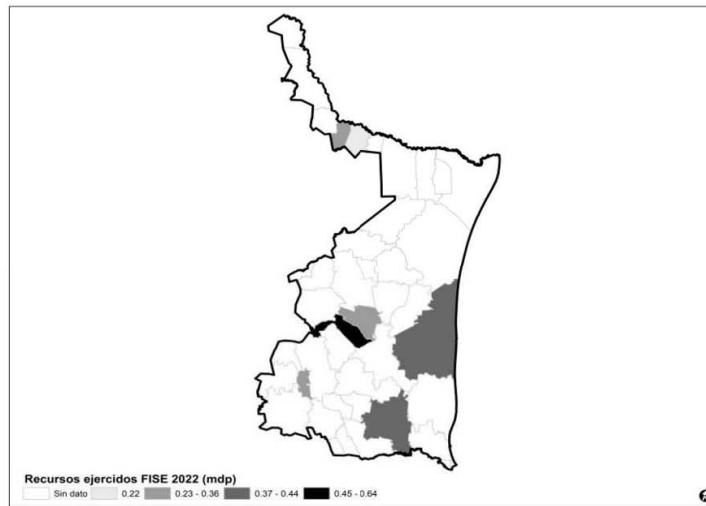 Recursos ejercidos FISE 2022 (mdp)
Sin dato 0.22 0.23 - 0.36 0.37 - 0.44 0.45 - 0.64